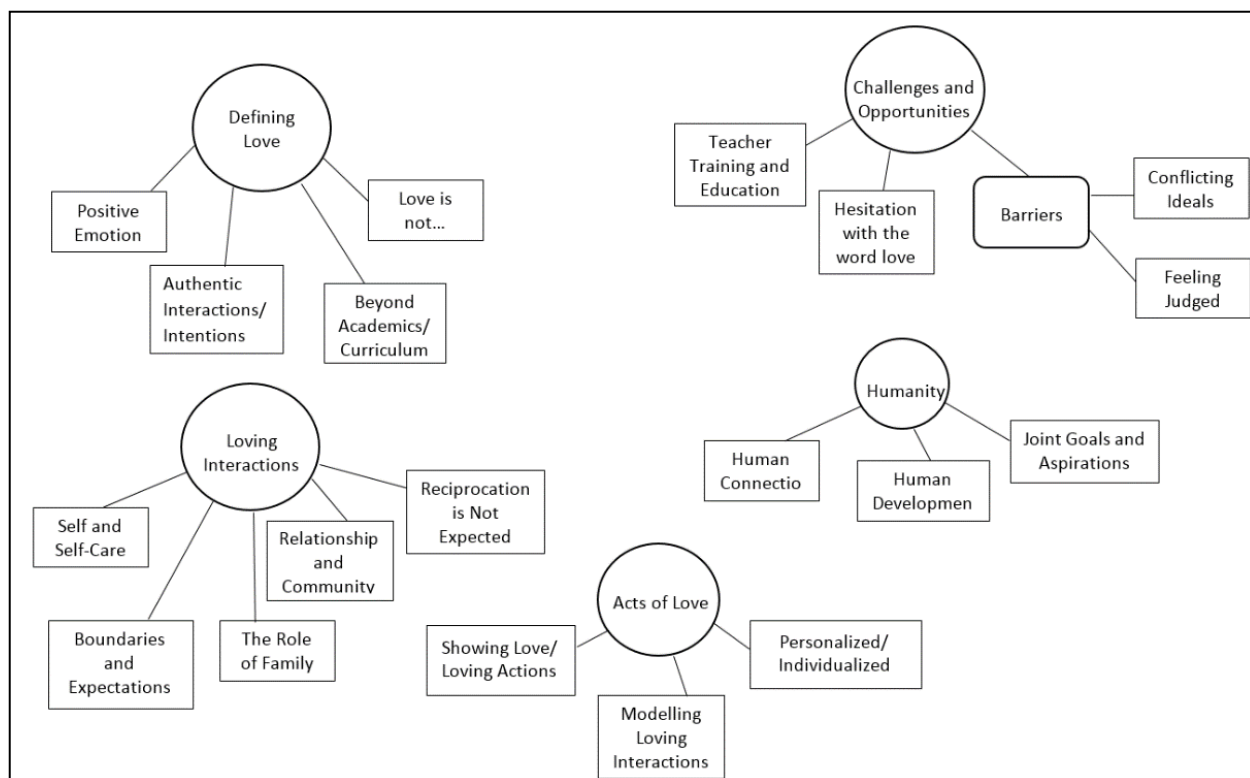 Defining
Love
Positive
Emotion
Authentic
Interactions/
Intentions
Beyond
Academics/
Curriculum
Love is
not…
Challenges and
Opportunities
Teacher
Training and
Education
Hesitation
with the
word love
Barriers
Conflicting
Ideals
Feeling
Judged
Loving
Interactions
Self and
Self-Care
Boundaries
and
Expectations
The Role
of Family
Relationship
and
Community
Reciprocation
is Not
Expected
Humanity
Human
Connectio
Human
Developmen
Joint Goals and
Aspirations
Acts of Love
Showing Love/
Loving Actions
Modelling
Loving
Interactions
Personalized/
Individualized